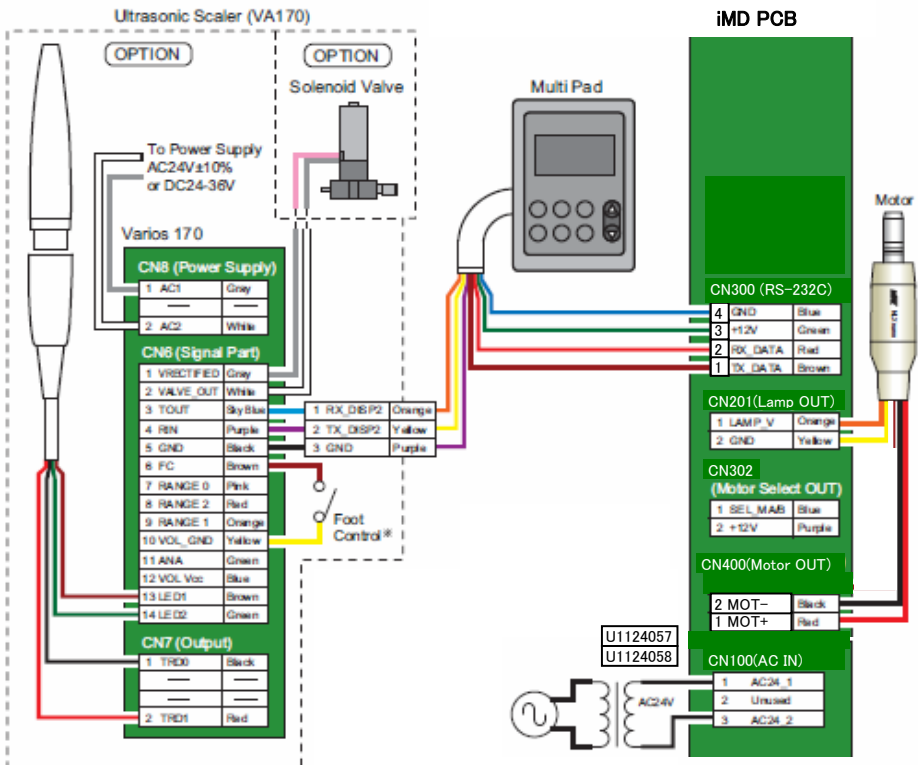 Ultrasonic Scaler (VA170)
OPTION
OPTION
Solenoid Valve
To Power Supply
AC24V±10%
or DC24-36V
Varios 170
CN8 (Power Supply)
1 AC1 Gray
— —
2 AC2 White
CN6 (Signal Part)
1 VRECTIFIED Gray
2 VALVE_OUT White
3 TOUT Sky Blue
4 RIN Purple
5 GND Black
6 FC Brown
7 RANGE 0 Pink
8 RANGE 2 Red
9 RANGE 1 Orange
10 VOL_GND Yellow
11 ANA Green
12 VOL Vcc Blue
13 LED1 Brown
14 LED2 Green
CN7 (Output)
1 TRD0 Black
— —
— —
2 TRD1 Red
1 RX_DISP2 Orange
2 TX_DISP2 Yellow
3 GND Purple
Foot
Control※
Multi Pad
iMD PCB
CN300 (RS-232C)
4 GND Blue
3 +12V Green
2 RX_DATA Red
1 TX_DATA Brown
CN201(Lamp OUT)
1 LAMP_V Orange
2 GND Yellow
CN302
(Motor Select OUT)
1 SEL_MA/B Blue
2 +12V Purple
CN400(Motor OUT)
2 MOT- Black
1 MOT+ Red
CN100(AC IN)
1 AC24_1
2 Unused
3 AC24_2
U1124057
U1124058
AC24V
Motor